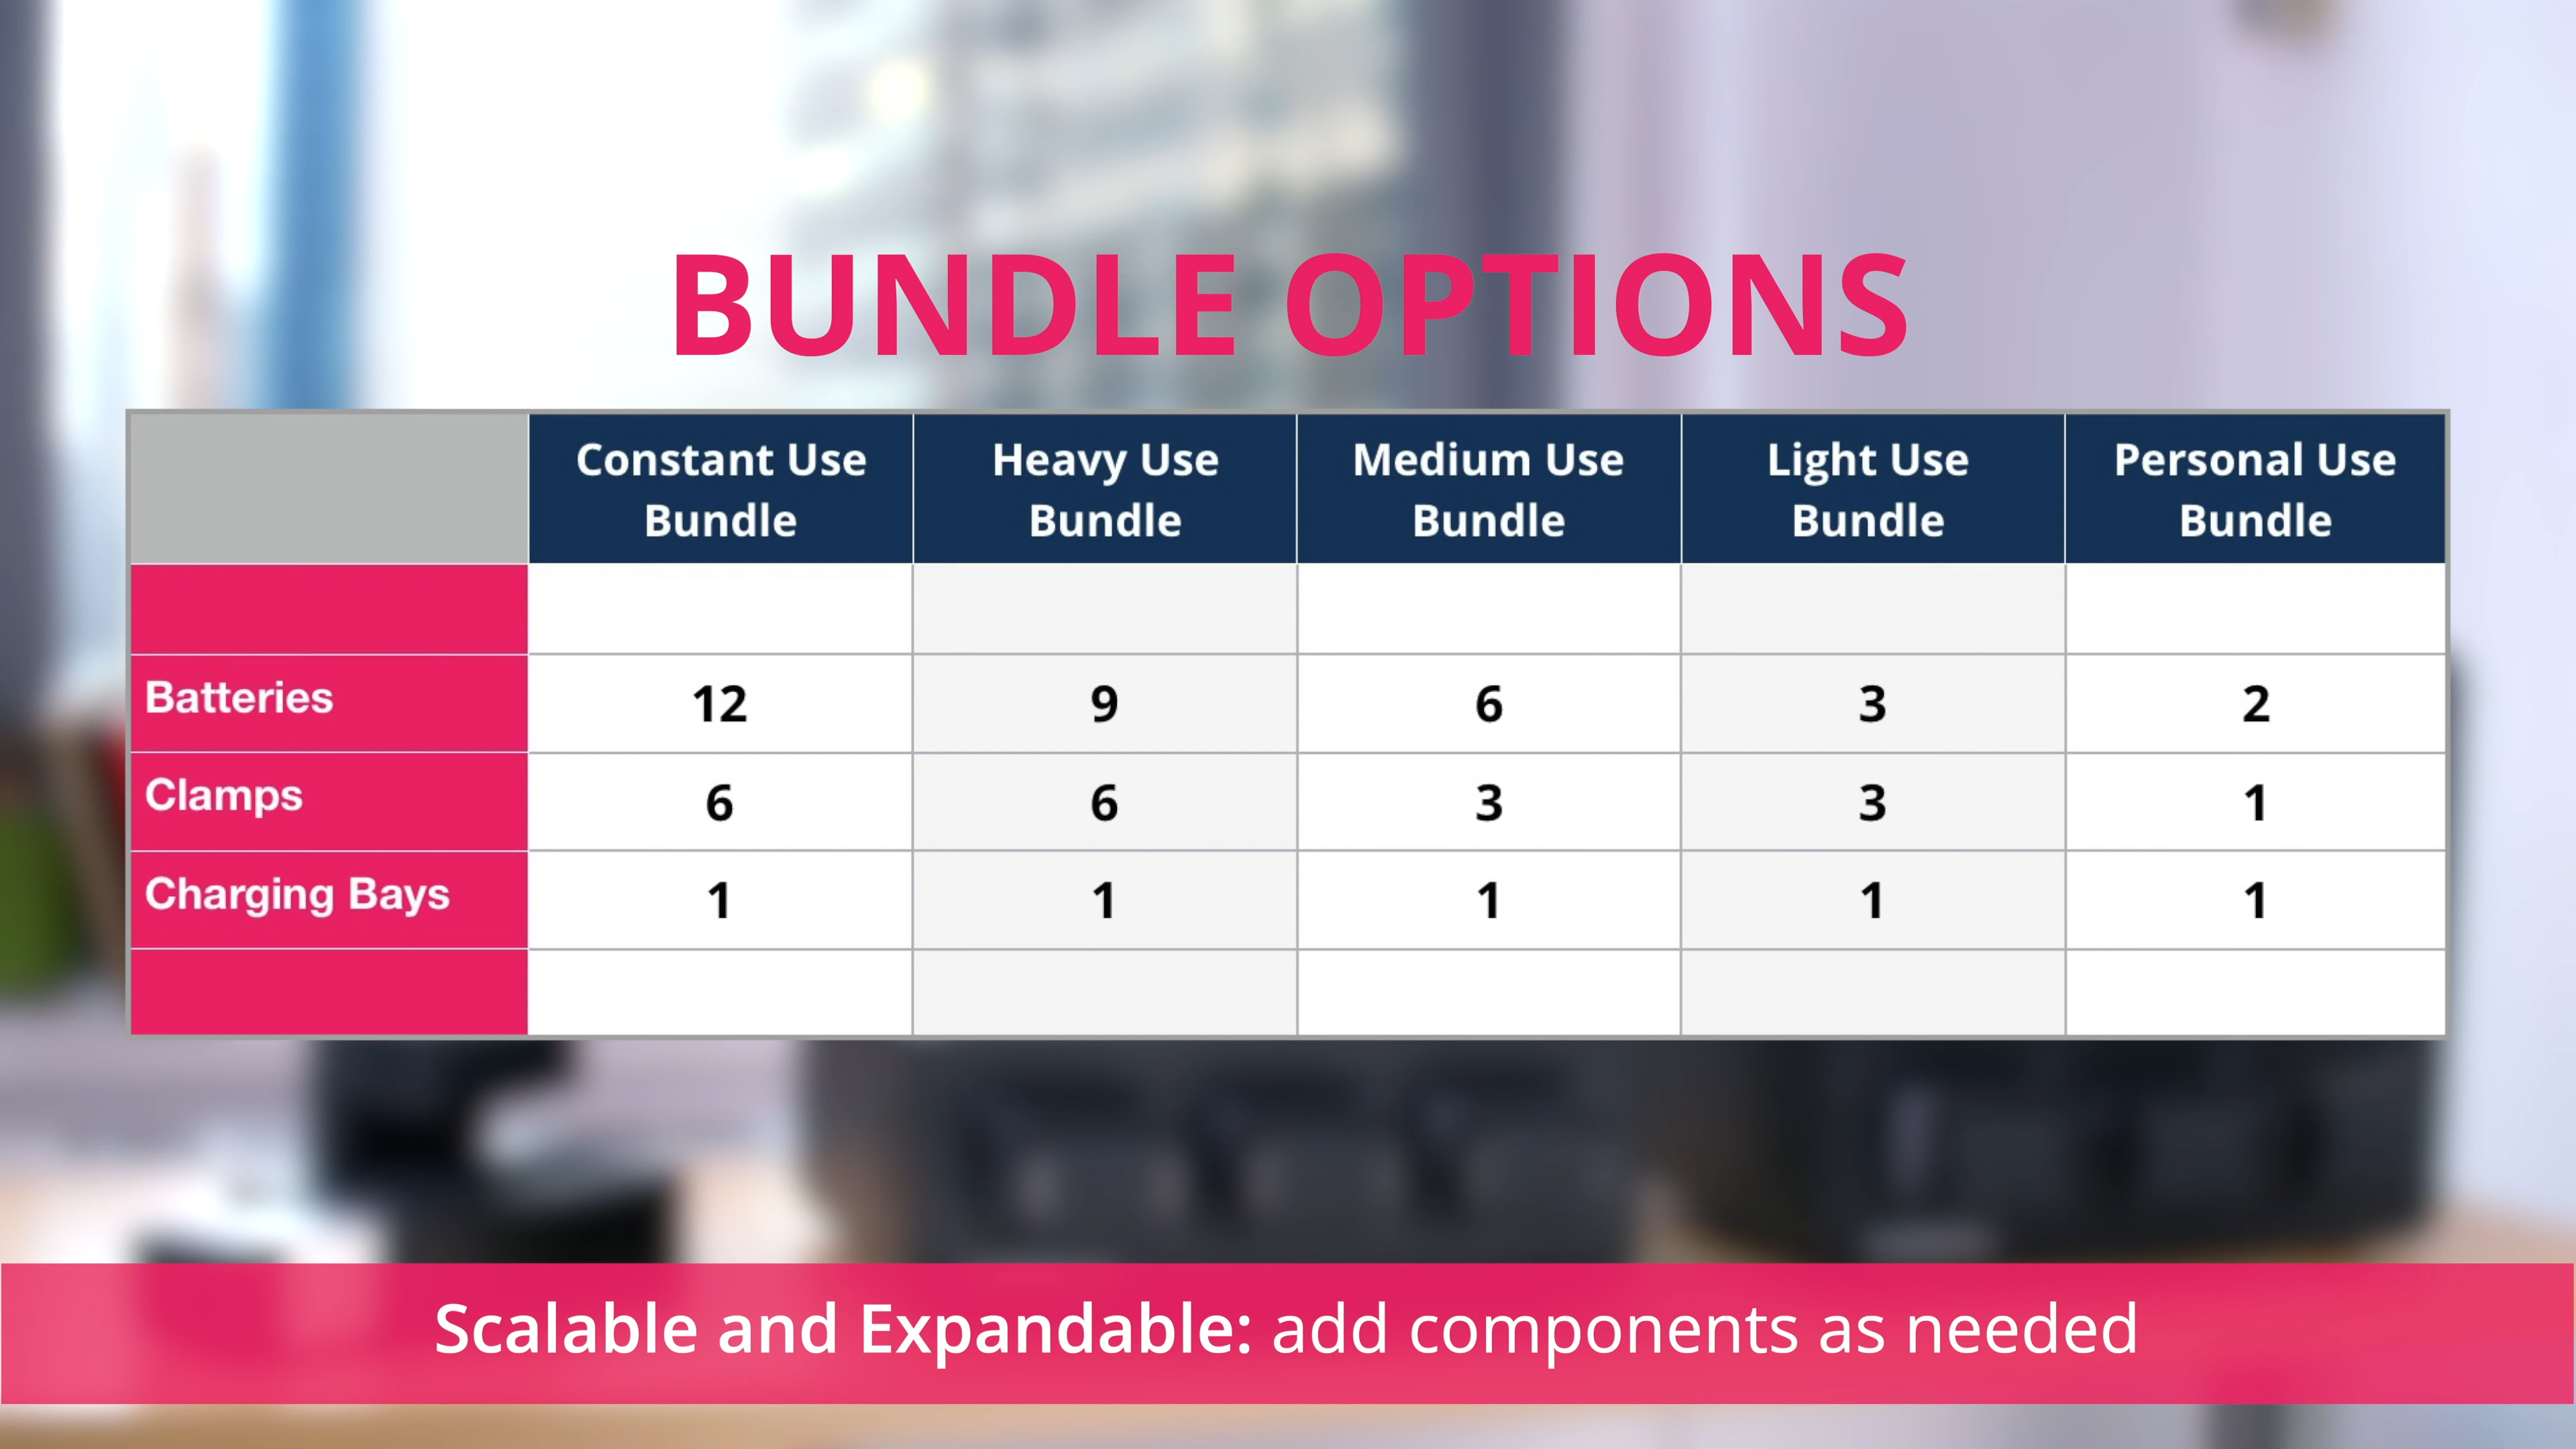 BUNDLE OPTIONS
Constant Use Bundle Heavy Use Bundle Medium Use Bundle Light Use Bundle Personal Use Bundle
Batteries 12 9 6 3 2
Clamps 6 6 3 3 1
Charging Bays 1 1 1 1 1
Scalable and Expandable: add components as needed